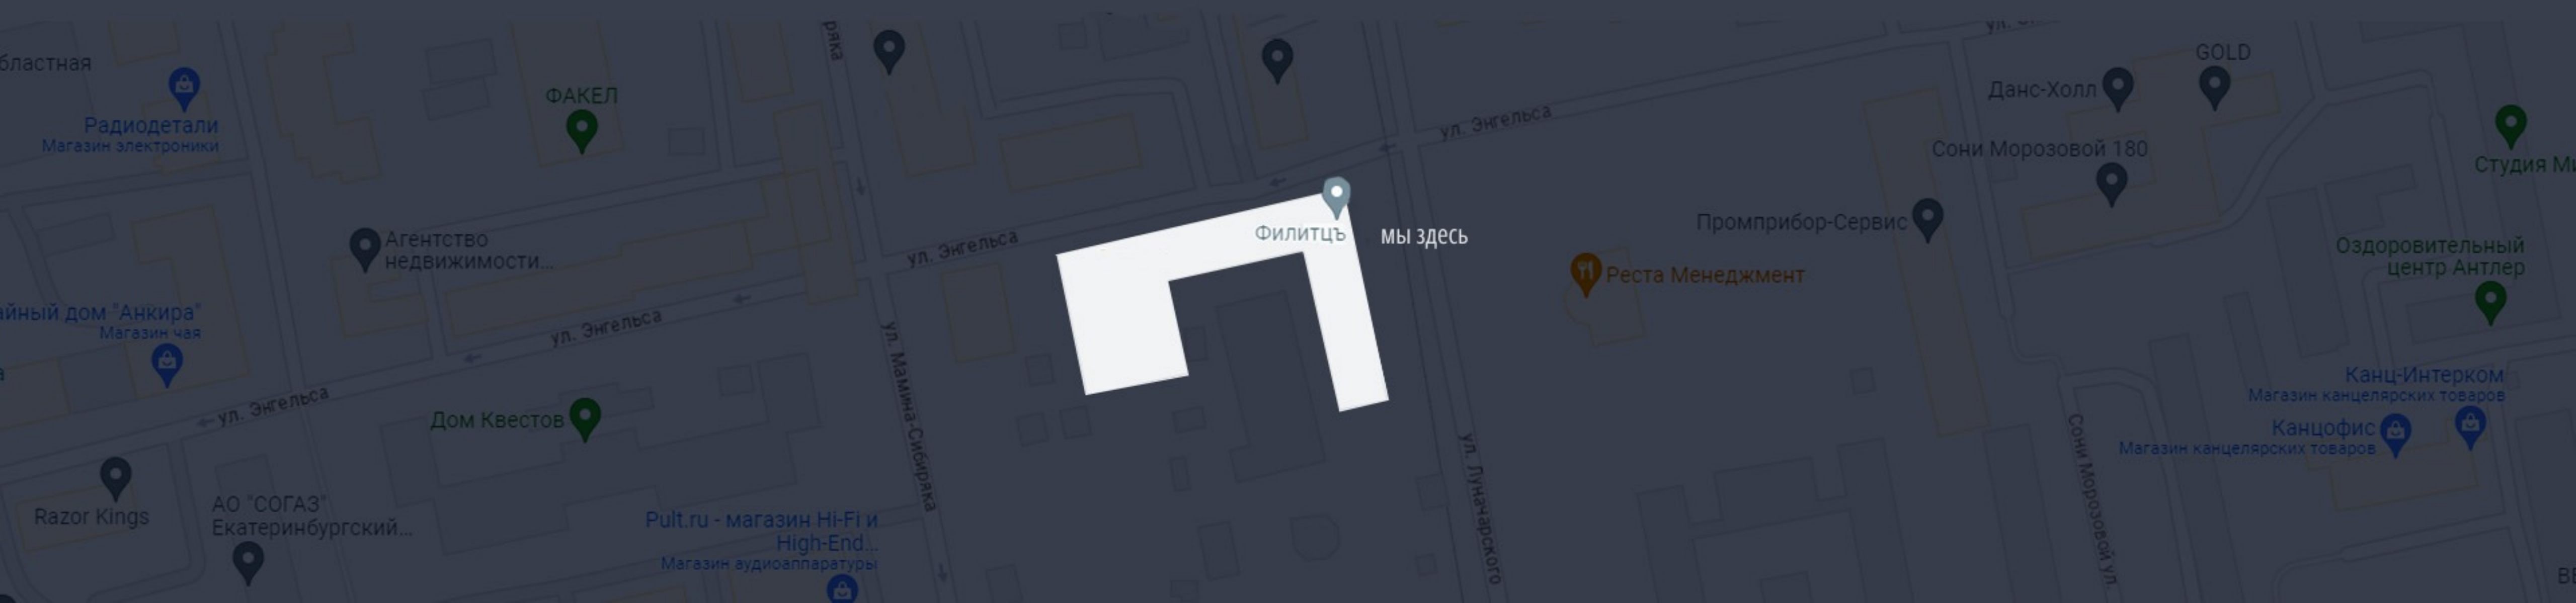 бластная
Радиодетали
Магазин электроники
ФАКЕЛ
ряка
GOLD
Данс-Холл
Сони Морозовой 180
Студия Ми
ул. Энгельса
Агентство
недвижимости...
ул. Энгельса
Филитцъ
мы здесь
Промприбор-Сервис
Реста Менеджмент
Оздоровительный
центр Антлер
айный дом "Анкира"
Магазин чая
ул. Энгельса
ул. Мамина-Сибиряка
ул. Энгельса
Дом Квестов
Канц-Интерком
Магазин канцелярских товаров
Канцофис
Магазин канцелярских товаров
ул. Луначарского
Сони Морозовой ул.
Razor Kings
АО "СОГАЗ"
Екатеринбургский...
Pult.ru - магазин Hi-Fi и
High-End...
Магазин аудиоаппаратуры